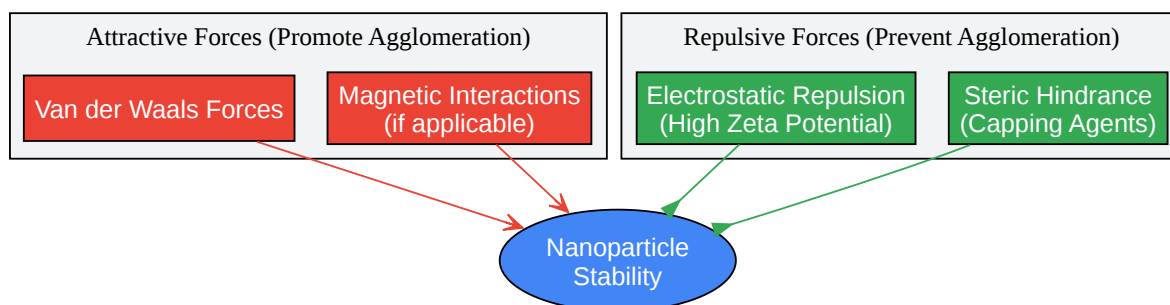 Attractive Forces (Promote Agglomeration)
Van der Waals Forces
Magnetic Interactions
(if applicable)
Repulsive Forces (Prevent Agglomeration)
Electrostatic Repulsion
(High Zeta Potential)
Steric Hindrance
(Capping Agents)
Nanoparticle
Stability